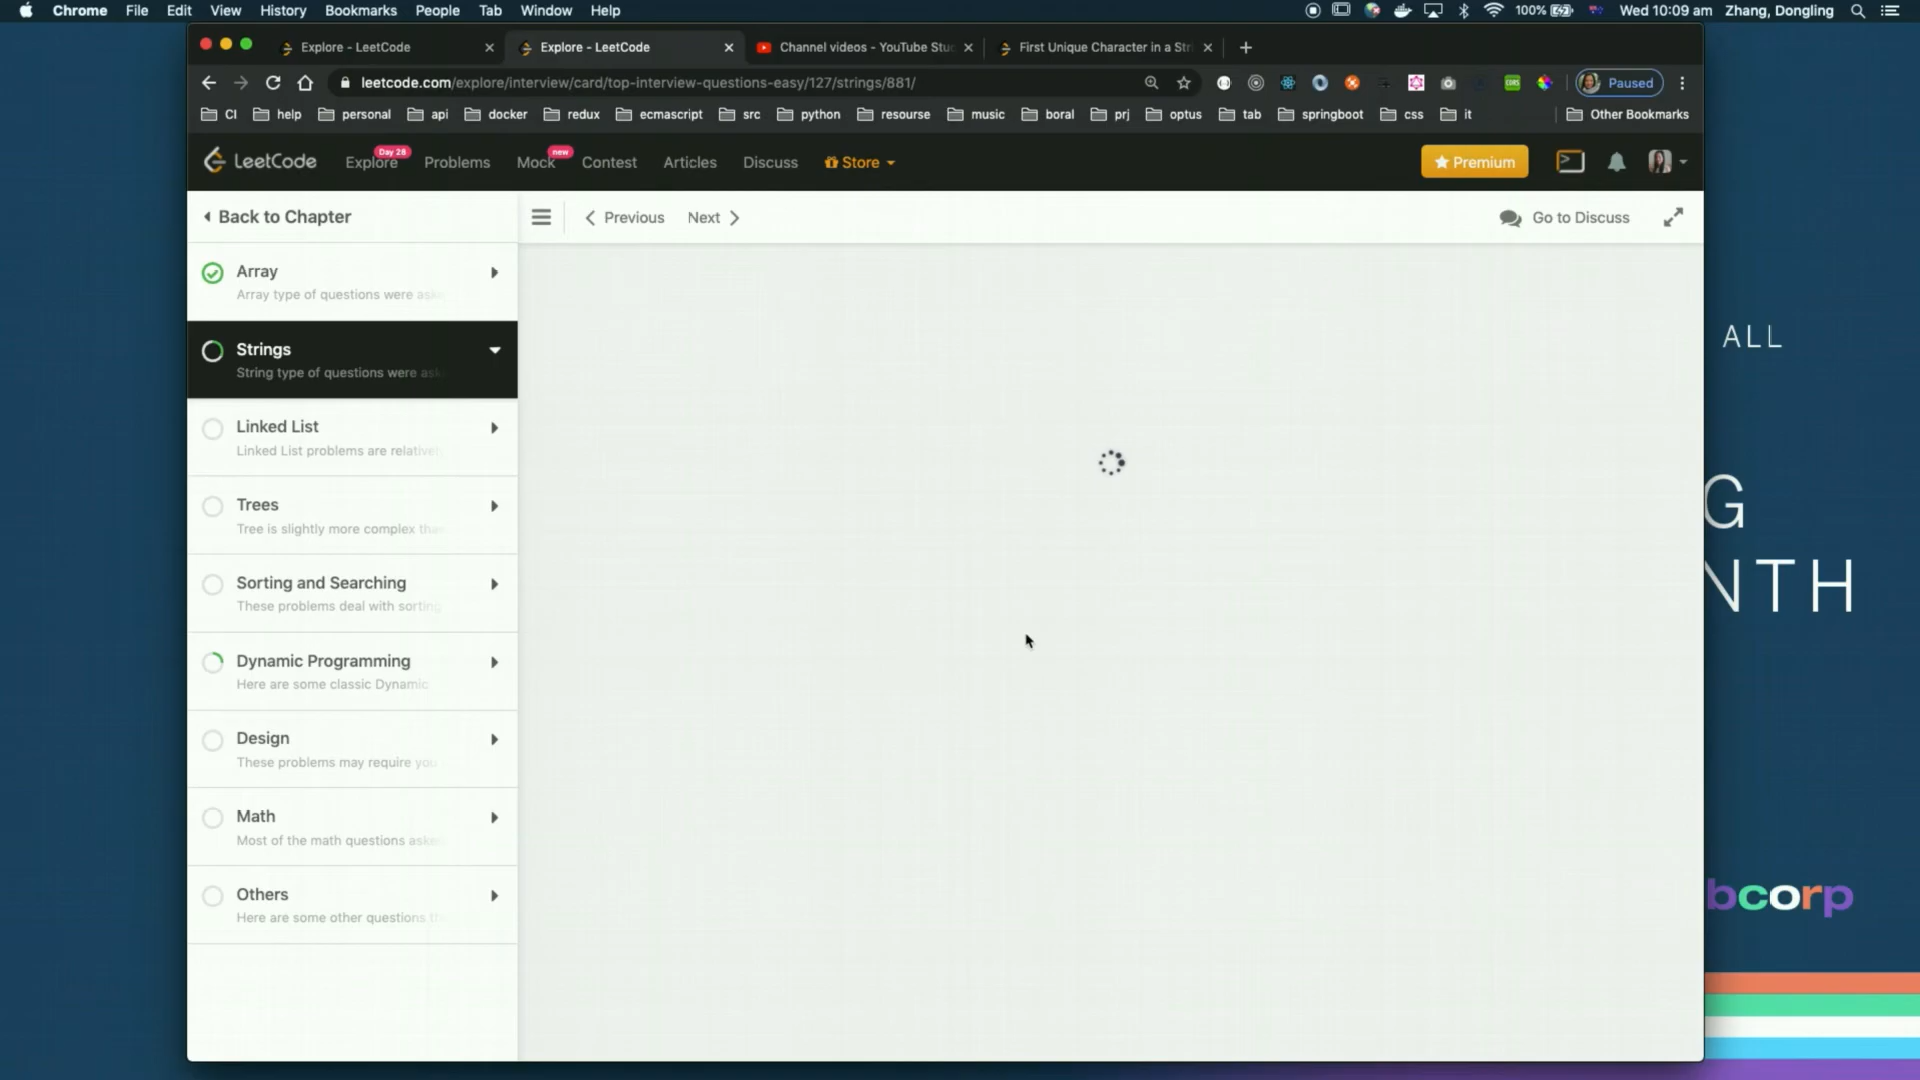 Chrome File Edit View History Bookmarks People Tab Window Help 100% Wed 10:09 am Zhang, Dongling
Explore - LeetCode Explore - LeetCode Channel videos - YouTube Stu First Unique Character in a Str
leetcode.com/explore/interview/card/top-interview-questions-easy/127/strings/881/ Paused
CI help personal api docker redux ecmascript src python resourse music boral prj optus tab springboot css it Other Bookmarks
LeetCode Explore Day 26 Problems Mock new Contest Articles Discuss Store Premium
Back to Chapter Previous Next Go to Discuss
Array
Array type of questions were aske
Strings
String type of questions were ask
Linked List
Linked List problems are relativel
Trees
Tree is slightly more complex than
Sorting and Searching
These problems deal with sorting
Dynamic Programming
Here are some classic Dynamic
Design
These problems may require you
Math
Most of the math questions aske
Others
Here are some other questions th
ALL
G
NTH
bcorp